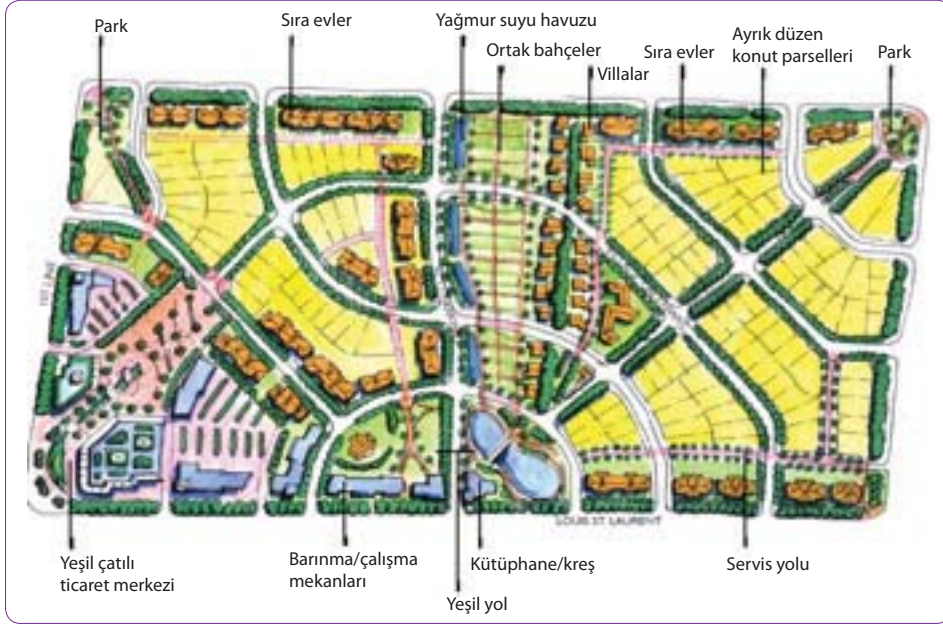 Park
Sıra evler
Yağmur suyu havuzu
Ortak bahçeler
Villalar
Sıra evler
Ayrık düzen
konut parselleri
Park
LOUIS ST LAURENT
Yeşil çatılı
ticaret merkezi
Barınma/çalışma
mekanları
Yeşil yol
Kütüphane/kreş
Servis yolu